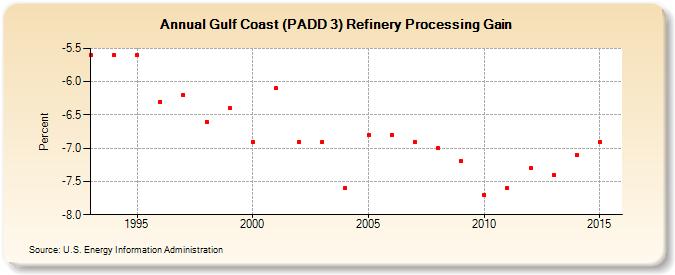 Annual Gulf Coast (PADD 3) Refinery Processing Gain
Percent
-5.5
-6.0
-6.5
-7.0
-7.5
-8.0
1995 2000 2005 2010 2015
Source: U.S. Energy Information Administration